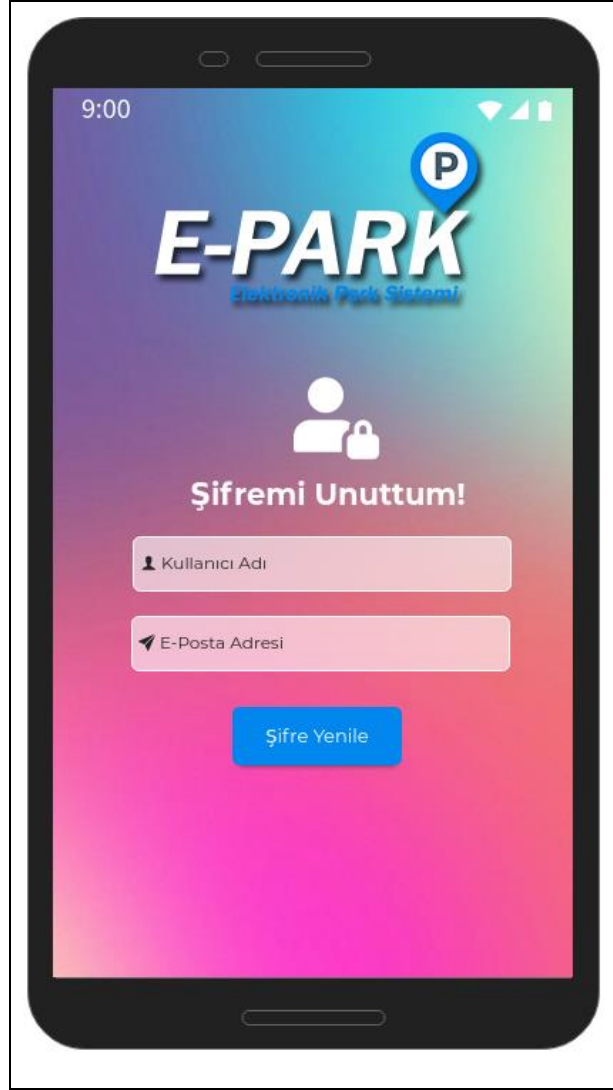 9:00
P
E-PARK
Elektronik Park Sistemi
Şifremi Unuttum!
Kullanıcı Adı
E-Posta Adresi
Şifre Yenile